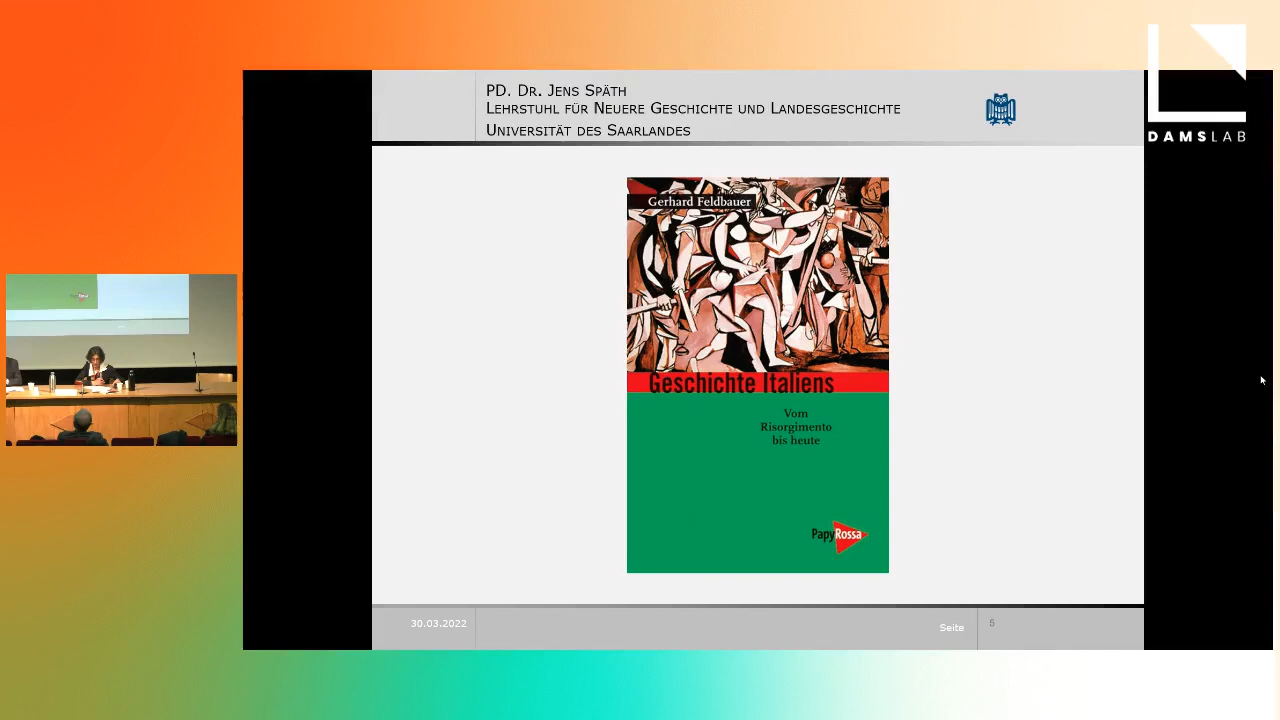 PD. Dr. Jens Späth
Lehrstuhl für Neuere Geschichte und Landesgeschichte
Universität des Saarlandes
DAMSLAB
Gerhard Feldbauer
Geschichte Italiens
Vom
Risorgimento
bis heute
PapyRossa
30.03.2022
Seite
5